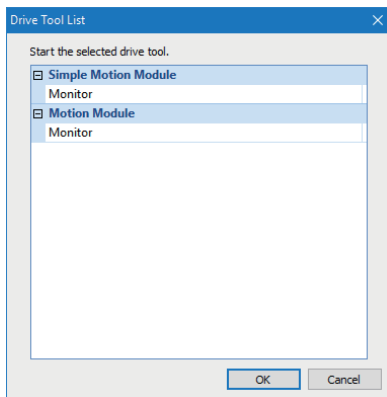 Drive Tool List
Start the selected drive tool.
Simple Motion Module
Monitor
Motion Module
Monitor
OK
Cancel